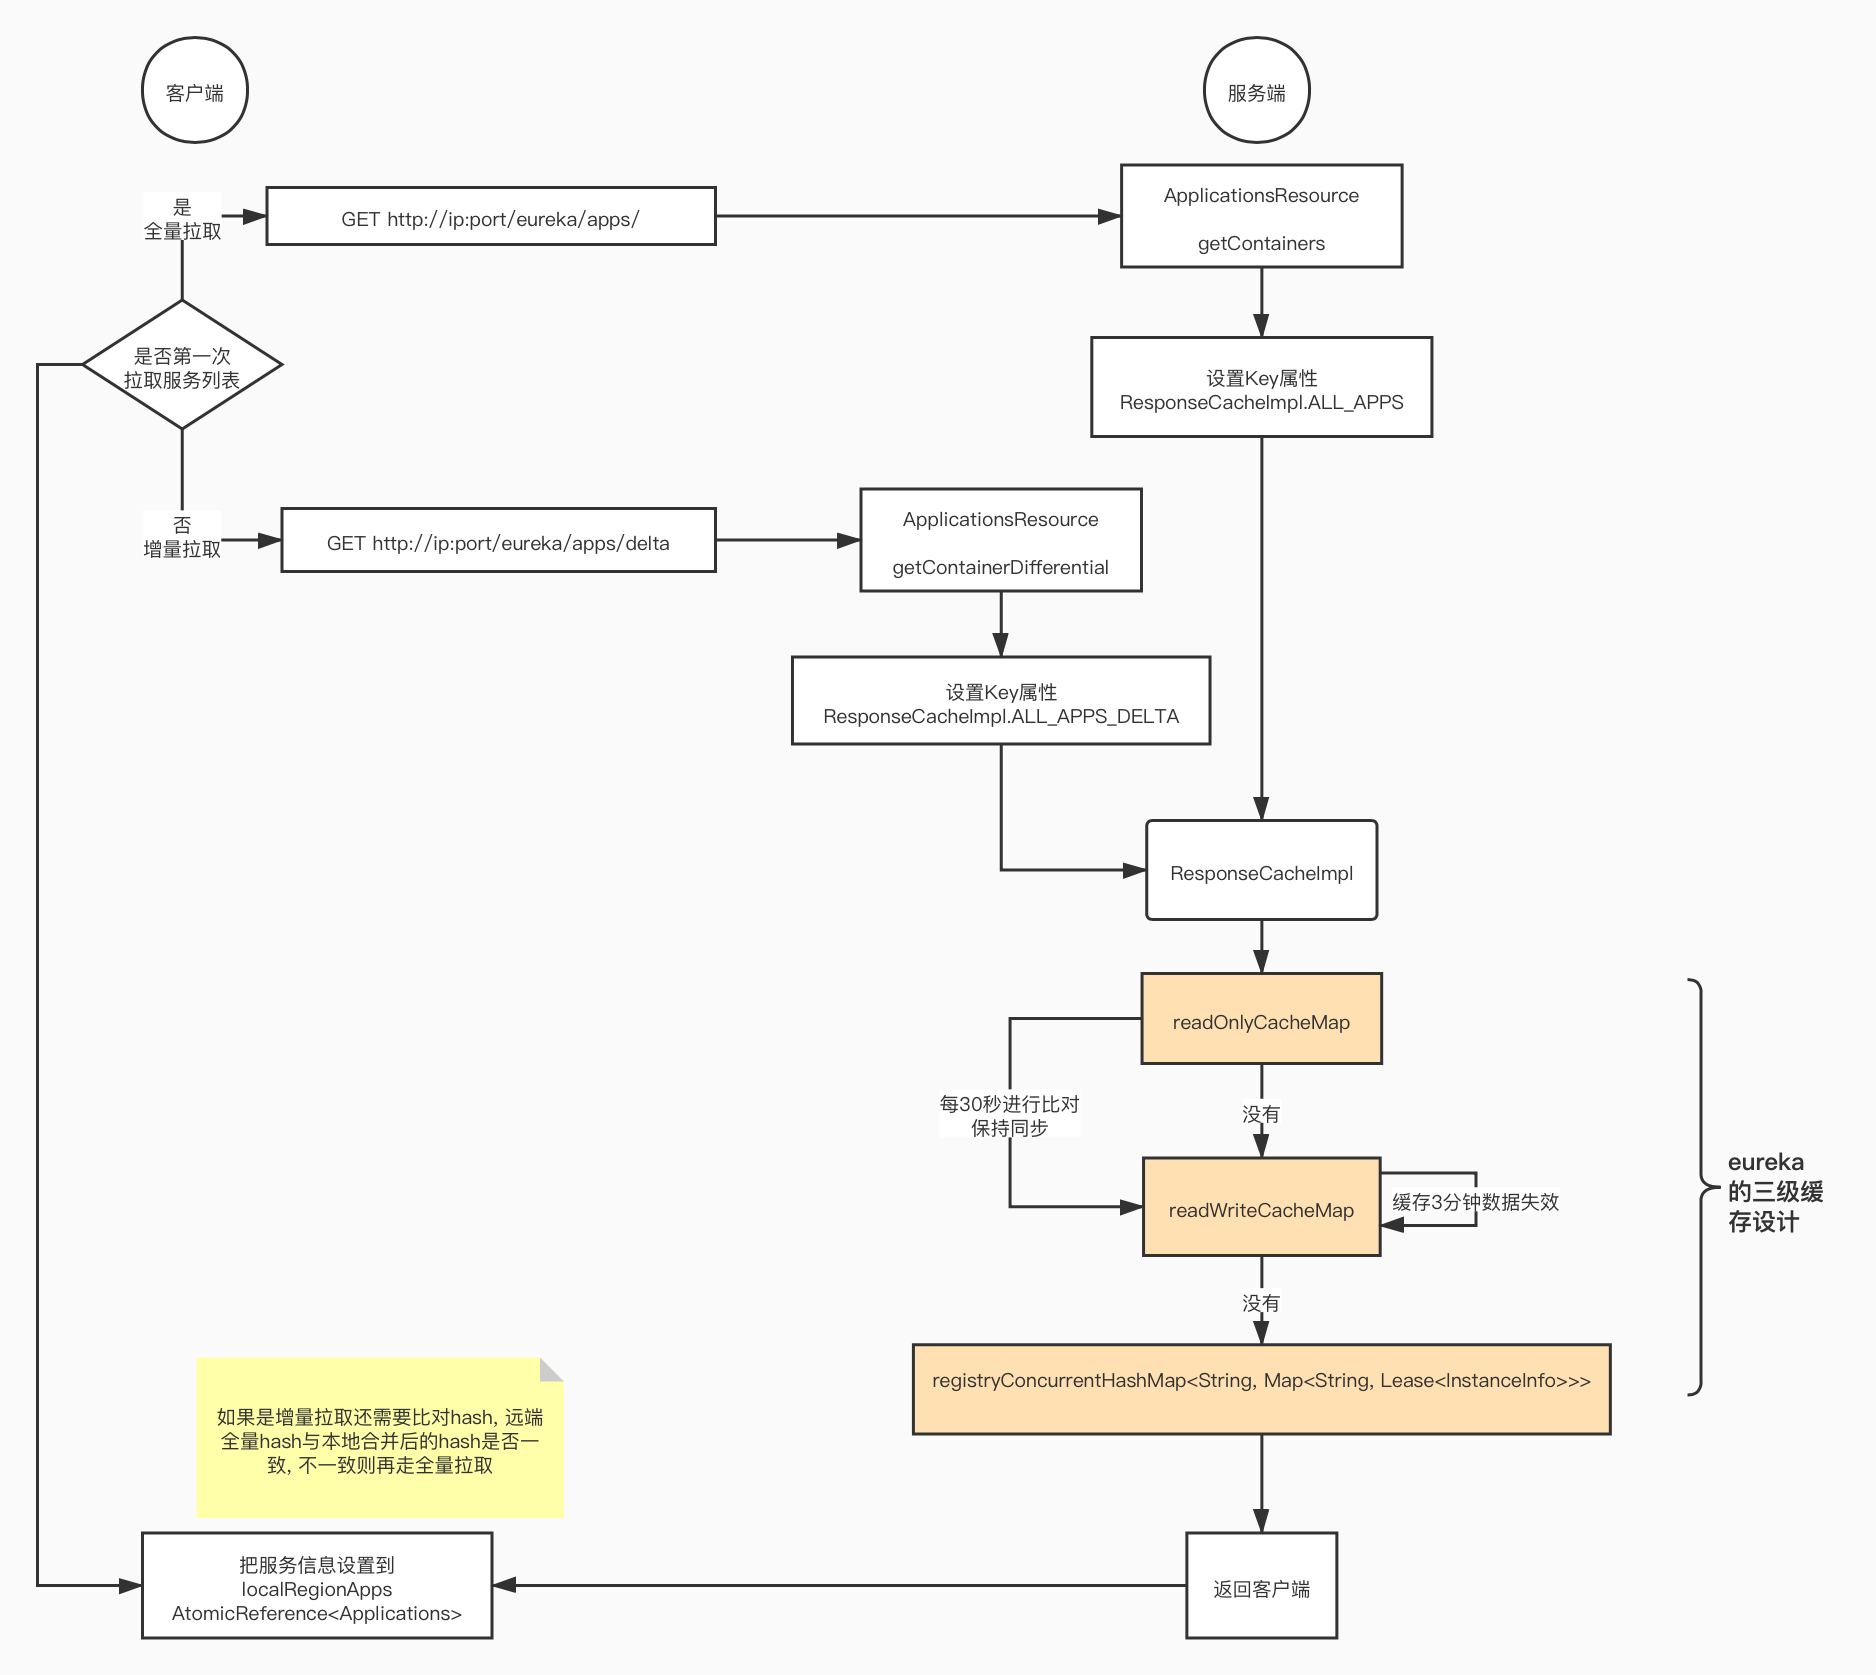 客户端
服务端
是
全量拉取
GET http://ip:port/eureka/apps/
ApplicationsResource
getContainers
是否第一次
拉取服务列表
设置Key属性
ResponseCacheImpl.ALL_APPS
否
增量拉取
GET http://ip:port/eureka/apps/delta
ApplicationsResource
getContainerDifferential
设置Key属性
ResponseCacheImpl.ALL_APPS_DELTA
ResponseCacheImpl
readOnlyCacheMap
每30秒进行比对
保持同步
没有
readWriteCacheMap
缓存3分钟数据失效
eureka
的三级缓
存设计
没有
registryConcurrentHashMap<String, Map<String, Lease<InstanceInfo>>>
如果是增量拉取还需要比对hash, 远端
全量hash与本地合并后的hash是否一
致, 不一致则再走全量拉取
把服务信息设置到
localRegionApps
AtomicReference<Applications>
返回客户端